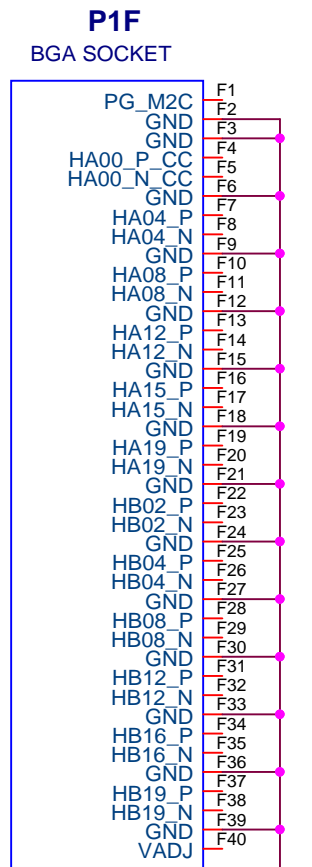 P1F
BGA SOCKET
PG_M2C F1
GND F2
GND F3
HA00_P_CC F4
HA00_N_CC F5
GND F6
HA04_P F7
HA04_N F8
GND F9
HA08_P F10
HA08_N F11
GND F12
HA12_P F13
HA12_N F14
GND F15
HA15_P F16
HA15_N F17
GND F18
HA19_P F19
HA19_N F20
GND F21
HB02_P F22
HB02_N F23
GND F24
HB04_P F25
HB04_N F26
GND F27
HB08_P F28
HB08_N F29
GND F30
HB12_P F31
HB12_N F32
GND F33
HB16_P F34
HB16_N F35
GND F36
HB19_P F37
HB19_N F38
GND F39
VADJ F40